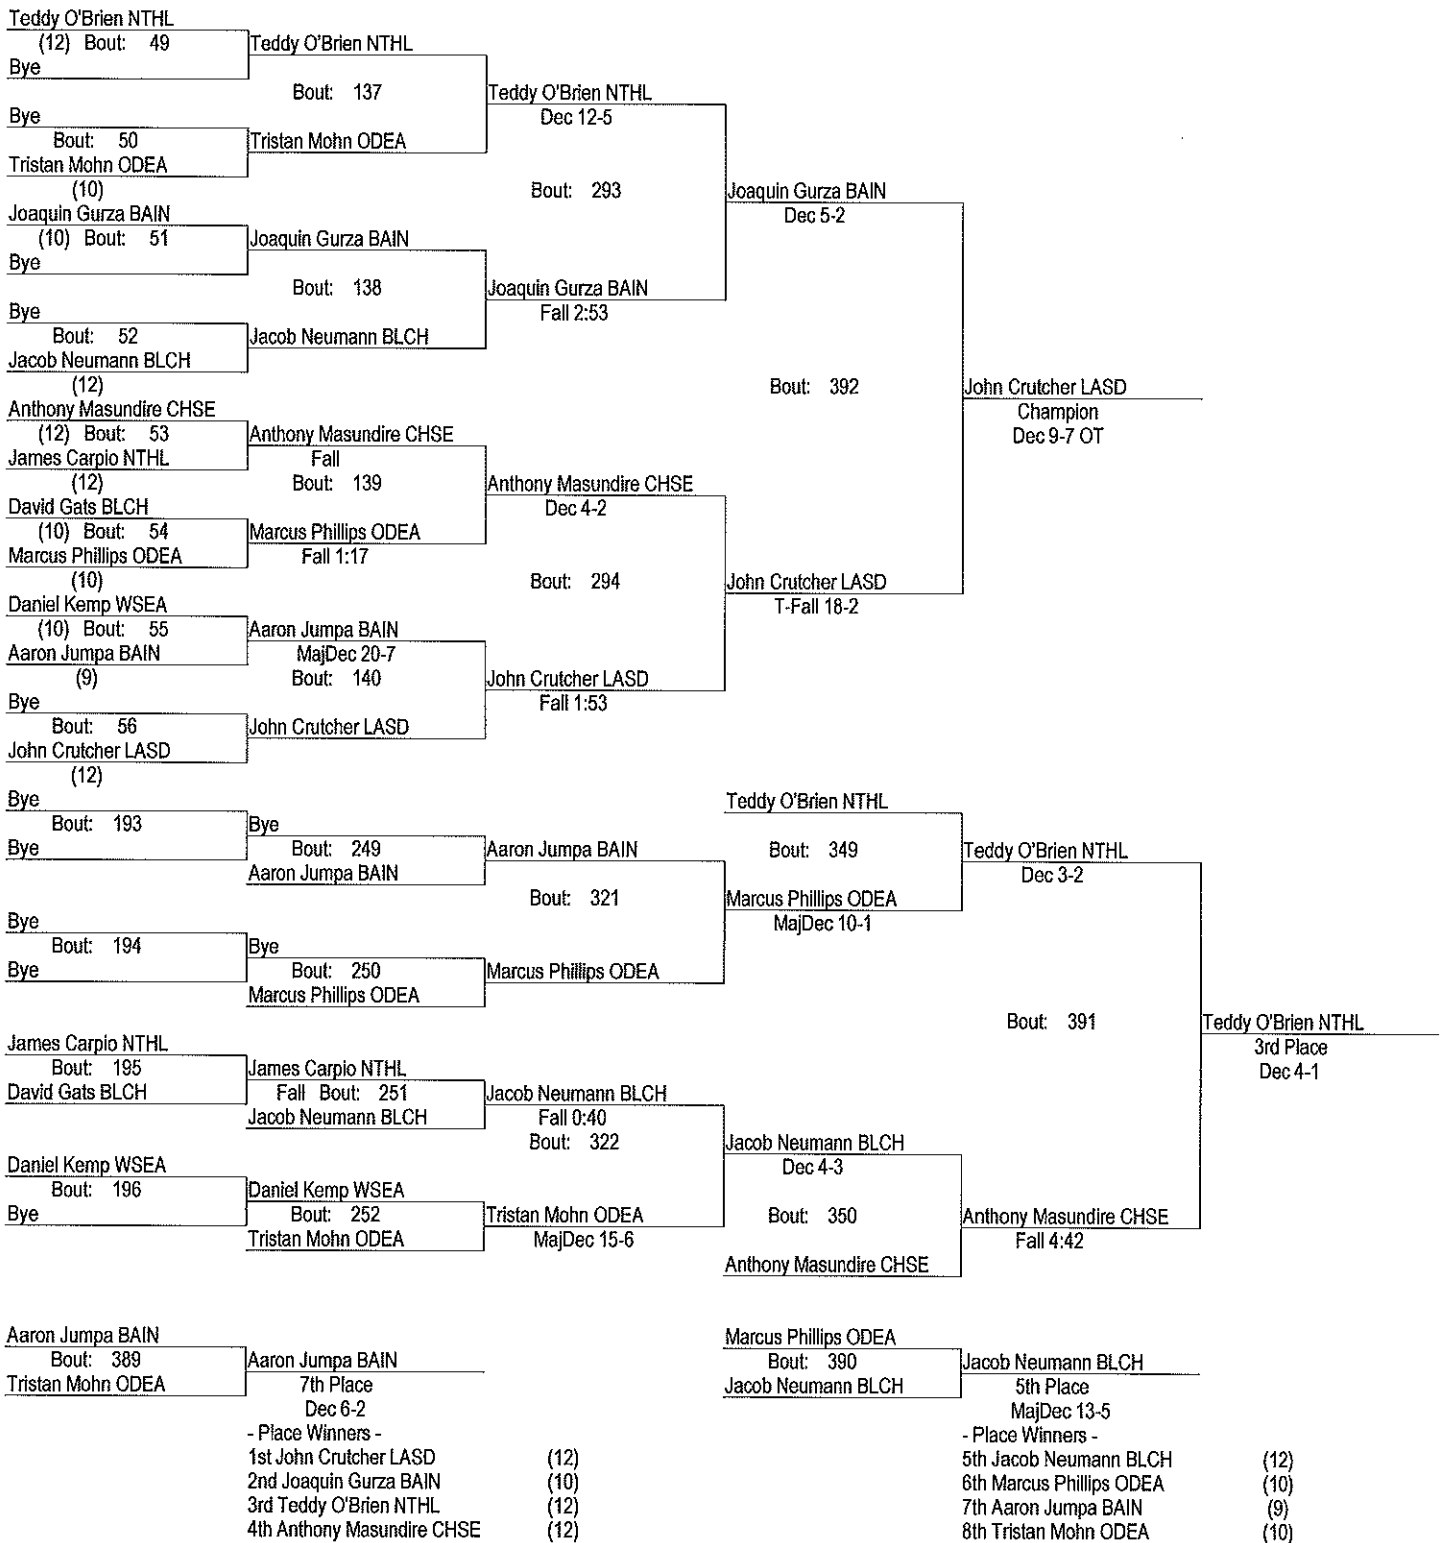 Teddy O'Brien NTHL
(12) Bout: 49
Bye
Teddy O'Brien NTHL
Bout: 137
Teddy O'Brien NTHL
Dec 12-5
Bye
Bout: 50
Tristan Mohn ODEA
Tristan Mohn ODEA
(10)
Bout: 293
Joaquin Gurza BAIN
Dec 5-2
Joaquin Gurza BAIN
(10) Bout: 51
Bye
Joaquin Gurza BAIN
Bout: 138
Joaquin Gurza BAIN
Fall 2:53
Bye
Bout: 52
Jacob Neumann BLCH
Jacob Neumann BLCH
(12)
Bout: 392
John Crutcher LASD
Champion
Dec 9-7 OT
Anthony Masundire CHSE
(12) Bout: 53
James Carpio NTHL
(12)
Anthony Masundire CHSE
Fall
Bout: 139
Anthony Masundire CHSE
Dec 4-2
David Gats BLCH
(10) Bout: 54
Marcus Phillips ODEA
(10)
Marcus Phillips ODEA
Fall 1:17
Bout: 294
John Crutcher LASD
T-Fall 18-2
Daniel Kemp WSEA
(10) Bout: 55
Aaron Jumpa BAIN
(9)
Aaron Jumpa BAIN
MajDec 20-7
Bout: 140
John Crutcher LASD
Fall 1:53
Bye
Bout: 56
John Crutcher LASD
(12)
John Crutcher LASD
Bye
Bout: 193
Bye
Bye
Bout: 249
Aaron Jumpa BAIN
Aaron Jumpa BAIN
Bout: 321
Teddy O'Brien NTHL
Bout: 349
Marcus Phillips ODEA
MajDec 10-1
Teddy O'Brien NTHL
Dec 3-2
Bye
Bout: 194
Bye
Bye
Bout: 250
Marcus Phillips ODEA
Marcus Phillips ODEA
Bout: 391
Teddy O'Brien NTHL
3rd Place
Dec 4-1
James Carpio NTHL
Bout: 195
David Gats BLCH
James Carpio NTHL
Fall Bout: 251
Jacob Neumann BLCH
Jacob Neumann BLCH
Fall 0:40
Bout: 322
Jacob Neumann BLCH
Dec 4-3
Bout: 350
Anthony Masundire CHSE
Anthony Masundire CHSE
Fall 4:42
Daniel Kemp WSEA
Bout: 196
Bye
Daniel Kemp WSEA
Bout: 252
Tristan Mohn ODEA
Tristan Mohn ODEA
MajDec 15-6
Aaron Jumpa BAIN
Bout: 389
Tristan Mohn ODEA
Aaron Jumpa BAIN
7th Place
Dec 6-2
- Place Winners -
1st John Crutcher LASD (12)
2nd Joaquin Gurza BAIN (10)
3rd Teddy O'Brien NTHL (12)
4th Anthony Masundire CHSE (12)
Marcus Phillips ODEA
Bout: 390
Jacob Neumann BLCH
Jacob Neumann BLCH
5th Place
MajDec 13-5
- Place Winners -
5th Jacob Neumann BLCH (12)
6th Marcus Phillips ODEA (10)
7th Aaron Jumpa BAIN (9)
8th Tristan Mohn ODEA (10)